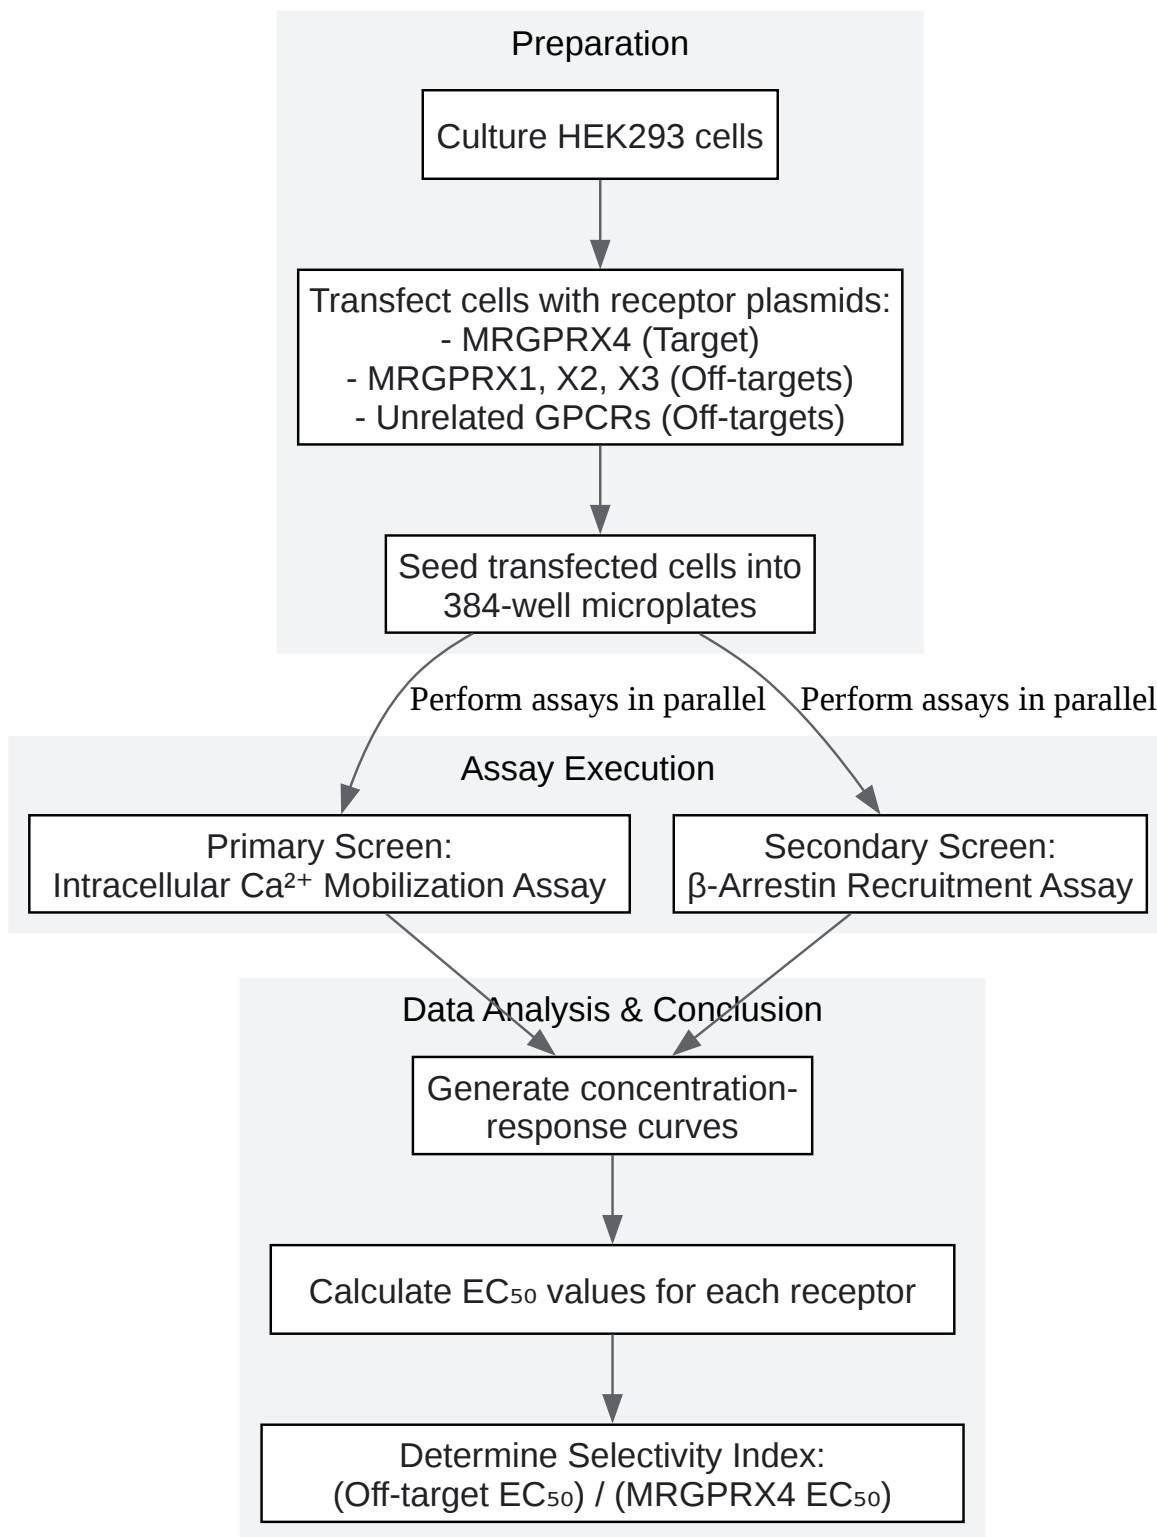 Preparation
Culture HEK293 cells
Transfect cells with receptor plasmids:
- MRGPRX4 (Target)
- MRGPRX1, X2, X3 (Off-targets)
- Unrelated GPCRs (Off-targets)
Seed transfected cells into
384-well microplates
Perform assays in parallel
Perform assays in parallel
Assay Execution
Primary Screen:
Intracellular Ca²⁺ Mobilization Assay
Secondary Screen:
β-Arrestin Recruitment Assay
Data Analysis & Conclusion
Generate concentration-
response curves
Calculate EC₅₀ values for each receptor
Determine Selectivity Index:
(Off-target EC₅₀) / (MRGPRX4 EC₅₀)